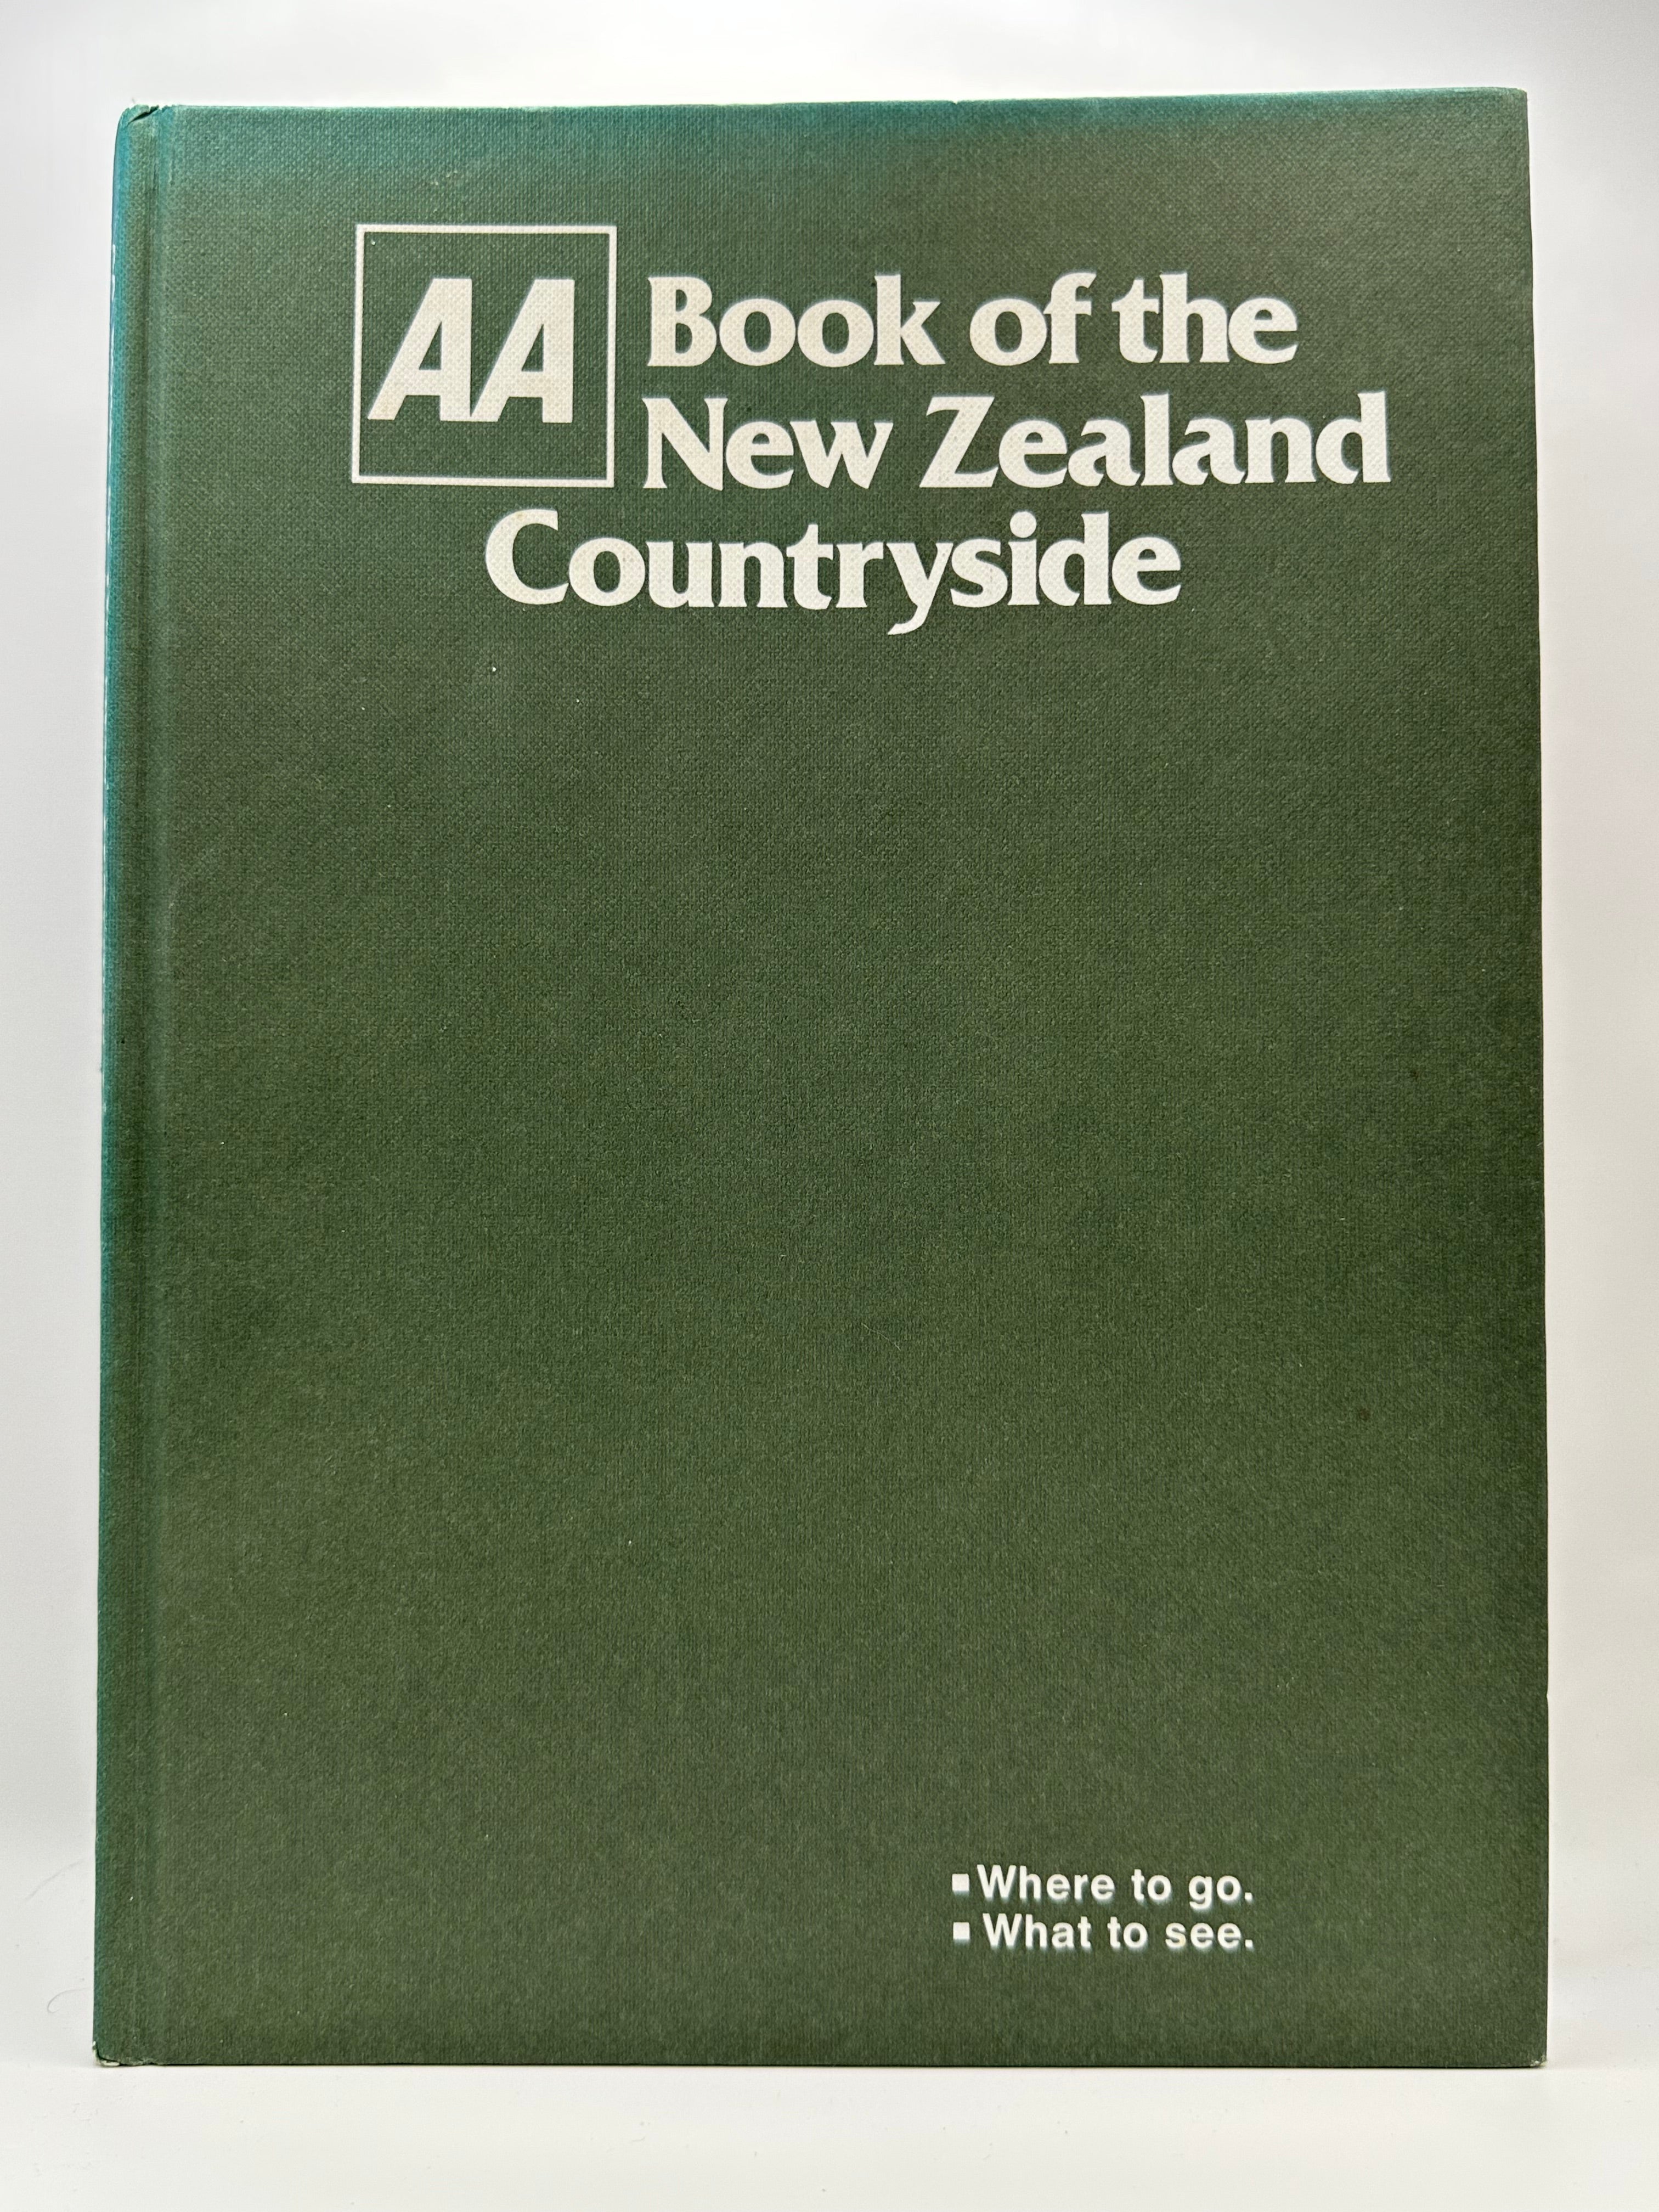 AA Book of the
New Zealand
Countryside
▪ Where to go.
▪ What to see.